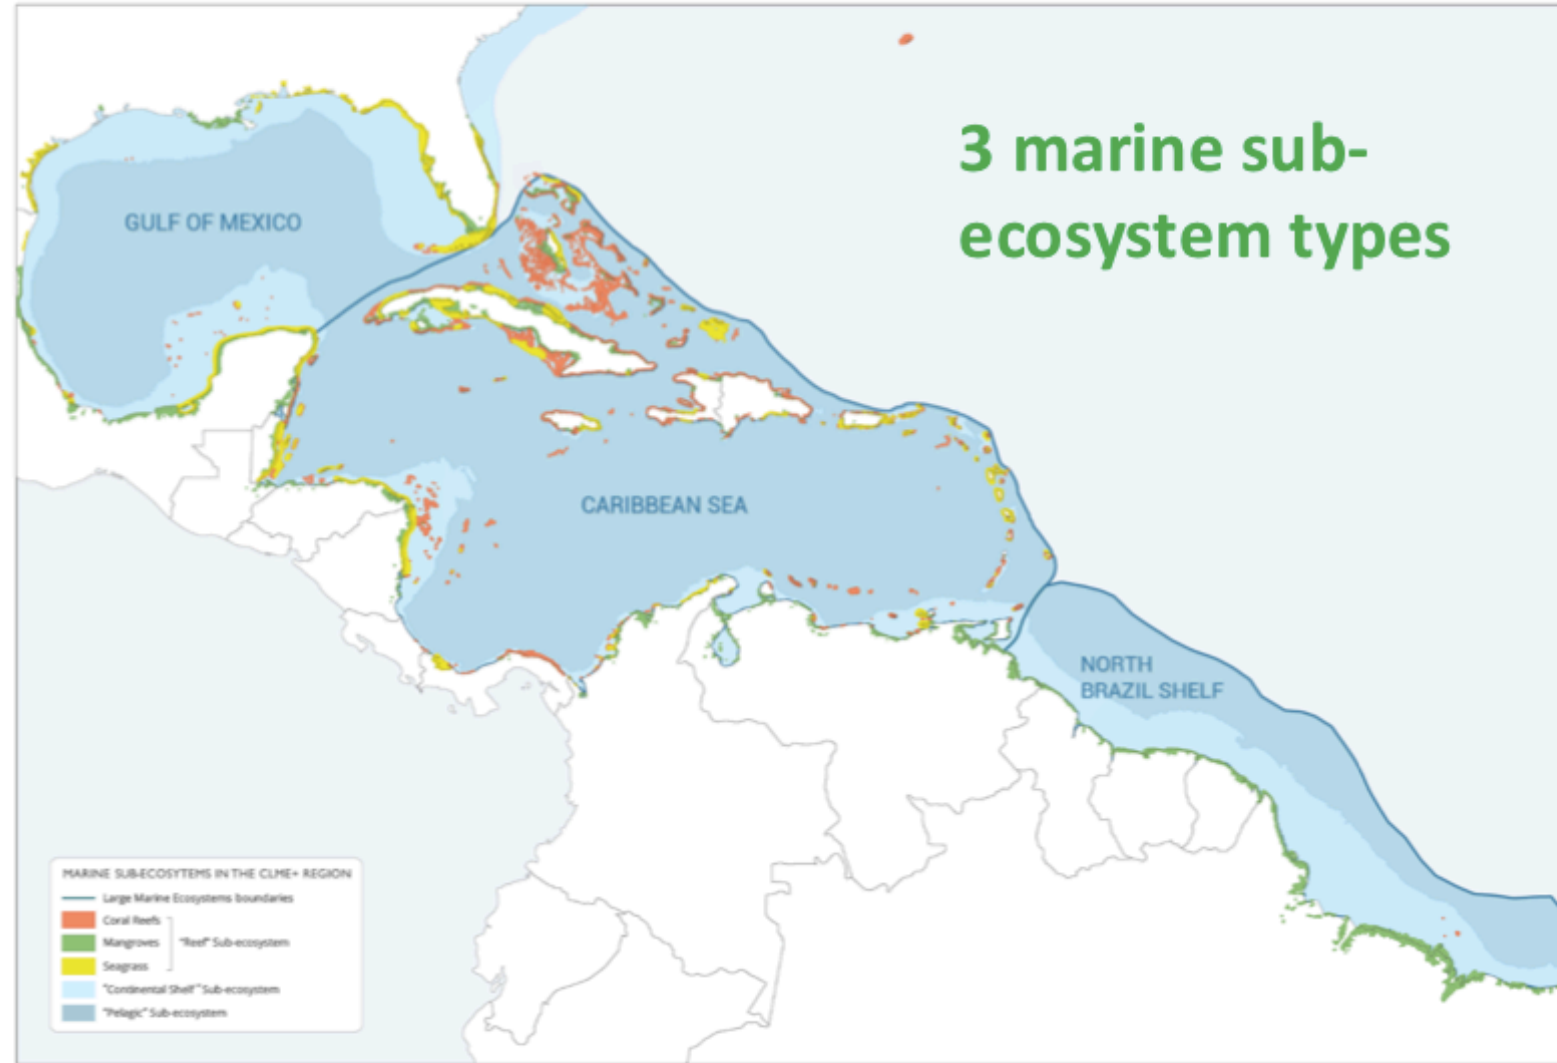 3 marine sub-
ecosystem types
GULF OF MEXICO
CARIBBEAN SEA
NORTH
BRAZIL SHELF
MARINE SUB-ECOSYTEMS IN THE CLME+ REGION
Large Marine Ecosystems boundaries
Coral Reefs
Mangroves
"Reef" Sub-ecosystem
Seagrass
"Continental Shelf" Sub-ecosystem
"Pelagic" Sub-ecosystem